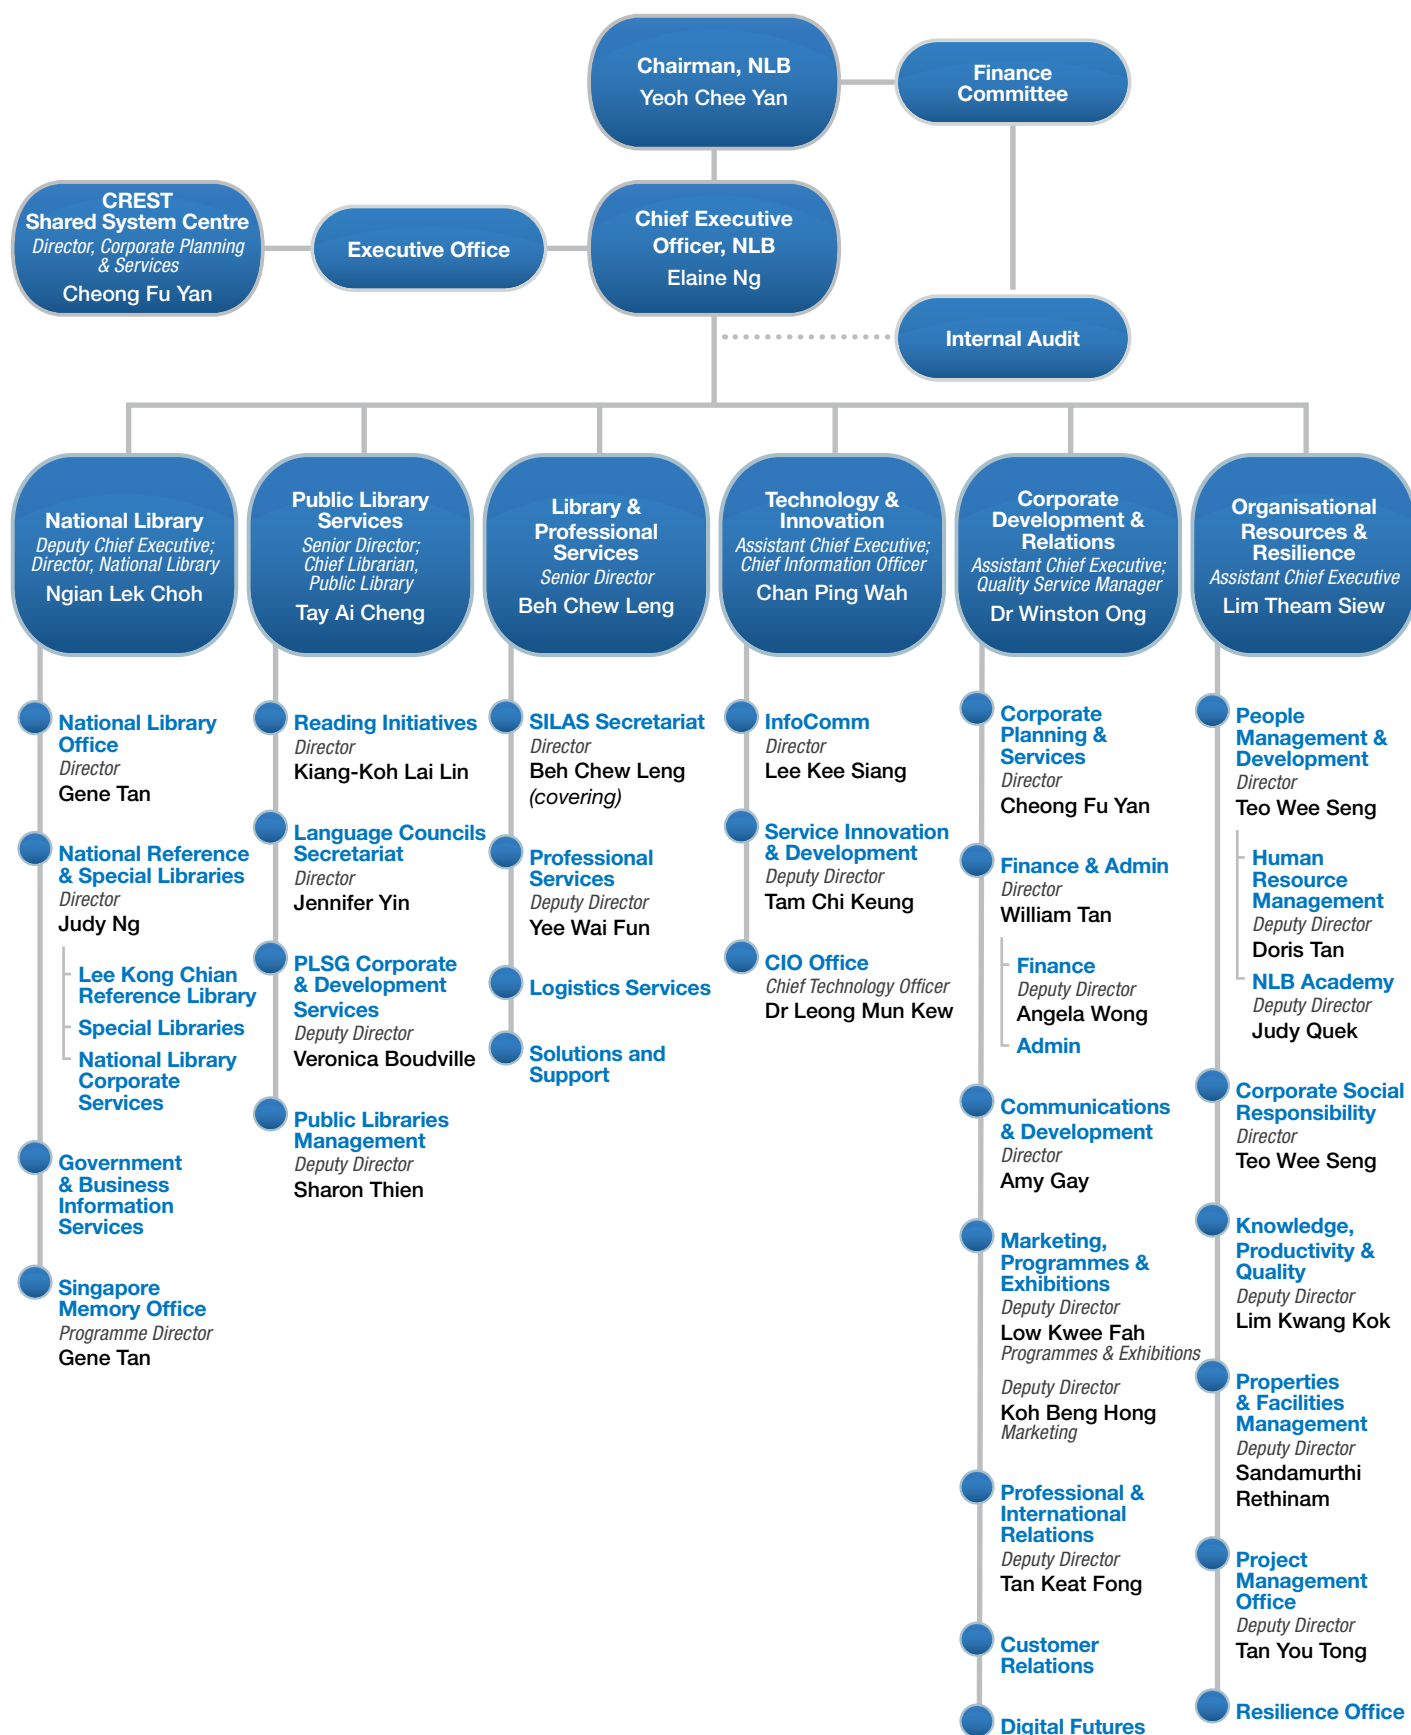 Chairman, NLB
Yeoh Chee Yan
Finance
Committee
CREST
Shared System Centre
Director, Corporate Planning
& Services
Cheong Fu Yan
Executive Office
Chief Executive
Officer, NLB
Elaine Ng
Internal Audit
National Library
Deputy Chief Executive;
Director, National Library
Ngian Lek Choh
Public Library
Services
Senior Director;
Chief Librarian,
Public Library
Tay Ai Cheng
Library &
Professional
Services
Senior Director
Beh Chew Leng
Technology &
Innovation
Assistant Chief Executive;
Chief Information Officer
Chan Ping Wah
Corporate
Development &
Relations
Assistant Chief Executive;
Quality Service Manager
Dr Winston Ong
Organisational
Resources &
Resilience
Assistant Chief Executive
Lim Theam Siew
National Library
Office
Director
Gene Tan
National Reference
& Special Libraries
Director
Judy Ng
Lee Kong Chian
Reference Library
Special Libraries
National Library
Corporate
Services
Government
& Business
Information
Services
Singapore
Memory Office
Programme Director
Gene Tan
Reading Initiatives
Director
Kiang-Koh Lai Lin
Language Councils
Secretariat
Director
Jennifer Yin
PLSG Corporate
& Development
Services
Deputy Director
Veronica Boudville
Public Libraries
Management
Deputy Director
Sharon Thien
SILAS Secretariat
Director
Beh Chew Leng
(covering)
Professional
Services
Deputy Director
Yee Wai Fun
Logistics Services
Solutions and
Support
InfoComm
Director
Lee Kee Siang
Service Innovation
& Development
Deputy Director
Tam Chi Keung
CIO Office
Chief Technology Officer
Dr Leong Mun Kew
Corporate
Planning &
Services
Director
Cheong Fu Yan
Finance & Admin
Director
William Tan
Finance
Deputy Director
Angela Wong
Admin
Communications
& Development
Director
Amy Gay
Marketing,
Programmes &
Exhibitions
Deputy Director
Low Kwee Fah
Programmes & Exhibitions
Deputy Director
Koh Beng Hong
Marketing
Professional &
International
Relations
Deputy Director
Tan Keat Fong
Customer
Relations
Digital Futures
People
Management &
Development
Director
Teo Wee Seng
Human
Resource
Management
Deputy Director
Doris Tan
NLB Academy
Deputy Director
Judy Quek
Corporate Social
Responsibility
Director
Teo Wee Seng
Knowledge,
Productivity &
Quality
Deputy Director
Lim Kwang Kok
Properties
& Facilities
Management
Deputy Director
Sandamurthi
Rethinam
Project
Management
Office
Deputy Director
Tan You Tong
Resilience Office